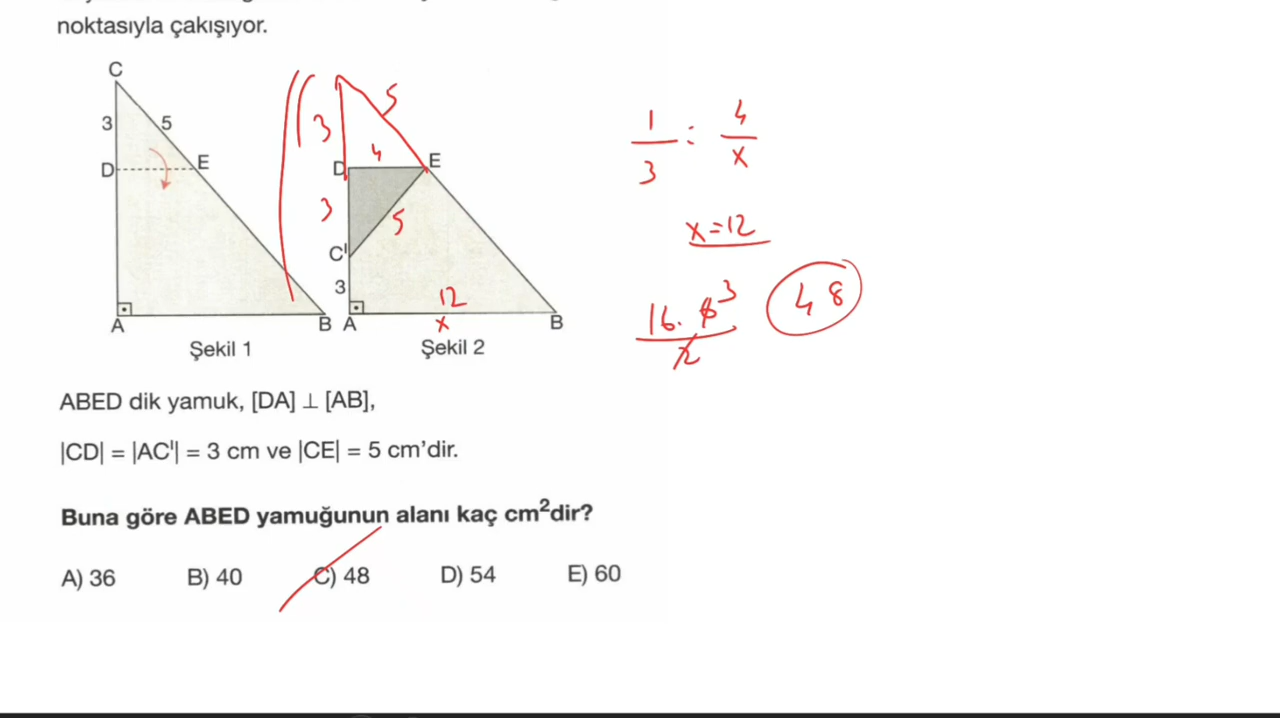 noktasıyla çakışıyor.
C
3
5
D
E
A
B
Şekil 1
3
5
4
D
E
3
5
C'
3
12
A
x
B
Şekil 2
1/3 : 4/x
x=12
16.6³/2
48
ABED dik yamuk, [DA] ⊥ [AB],
|CD| = |AC'| = 3 cm ve |CE| = 5 cm'dir.
Buna göre ABED yamuğunun alanı kaç cm²dir?
A) 36 B) 40 C) 48 D) 54 E) 60